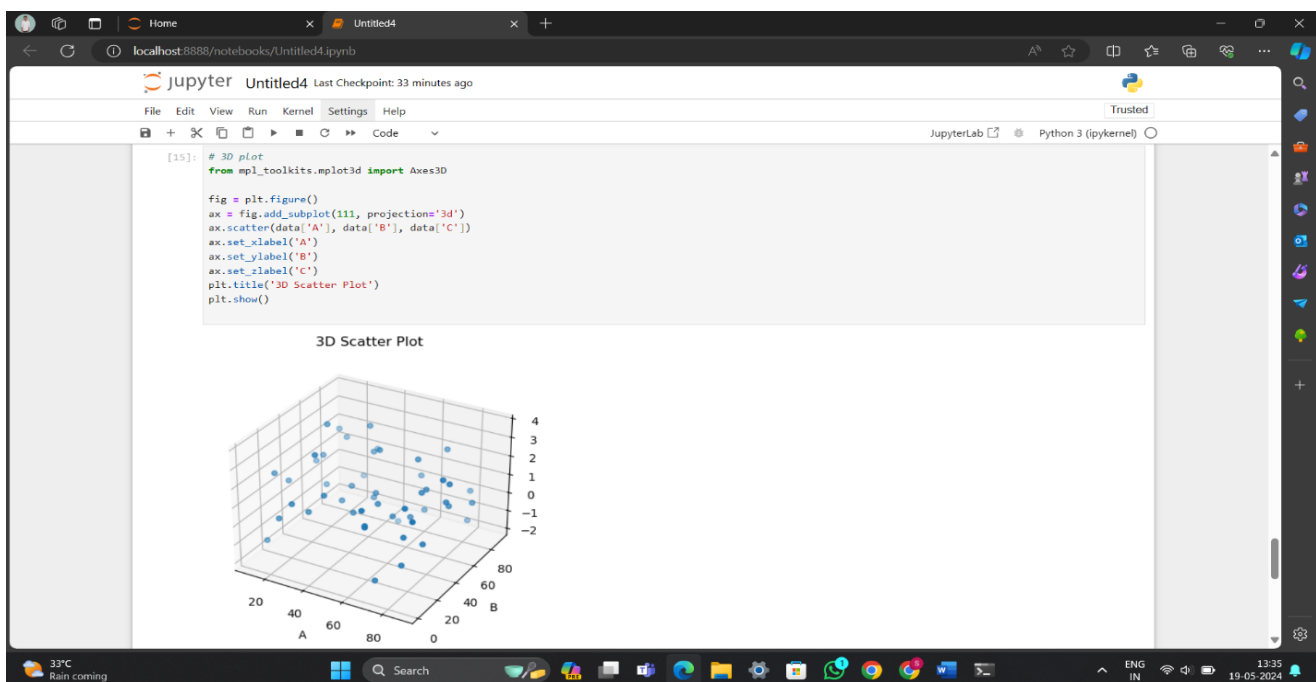 Home
Untitled4
localhost:8888/notebooks/Untitled4.ipynb
jupyter Untitled4 Last Checkpoint: 33 minutes ago
File Edit View Run Kernel Settings Help
Trusted
Code
JupyterLab
Python 3 (ipykernel)
[15]: # 3D plot
from mpl_toolkits.mplot3d import Axes3D
fig = plt.figure()
ax = fig.add_subplot(111, projection='3d')
ax.scatter(data['A'], data['B'], data['C'])
ax.set_xlabel('A')
ax.set_ylabel('B')
ax.set_zlabel('C')
plt.title('3D Scatter Plot')
plt.show()
3D Scatter Plot
4
3
2
1
0
−1
−2
80
60
40 B
20
0
20
40
A 60
80
33°C
Rain coming
Search
ENG
IN
13:35
19-05-2024